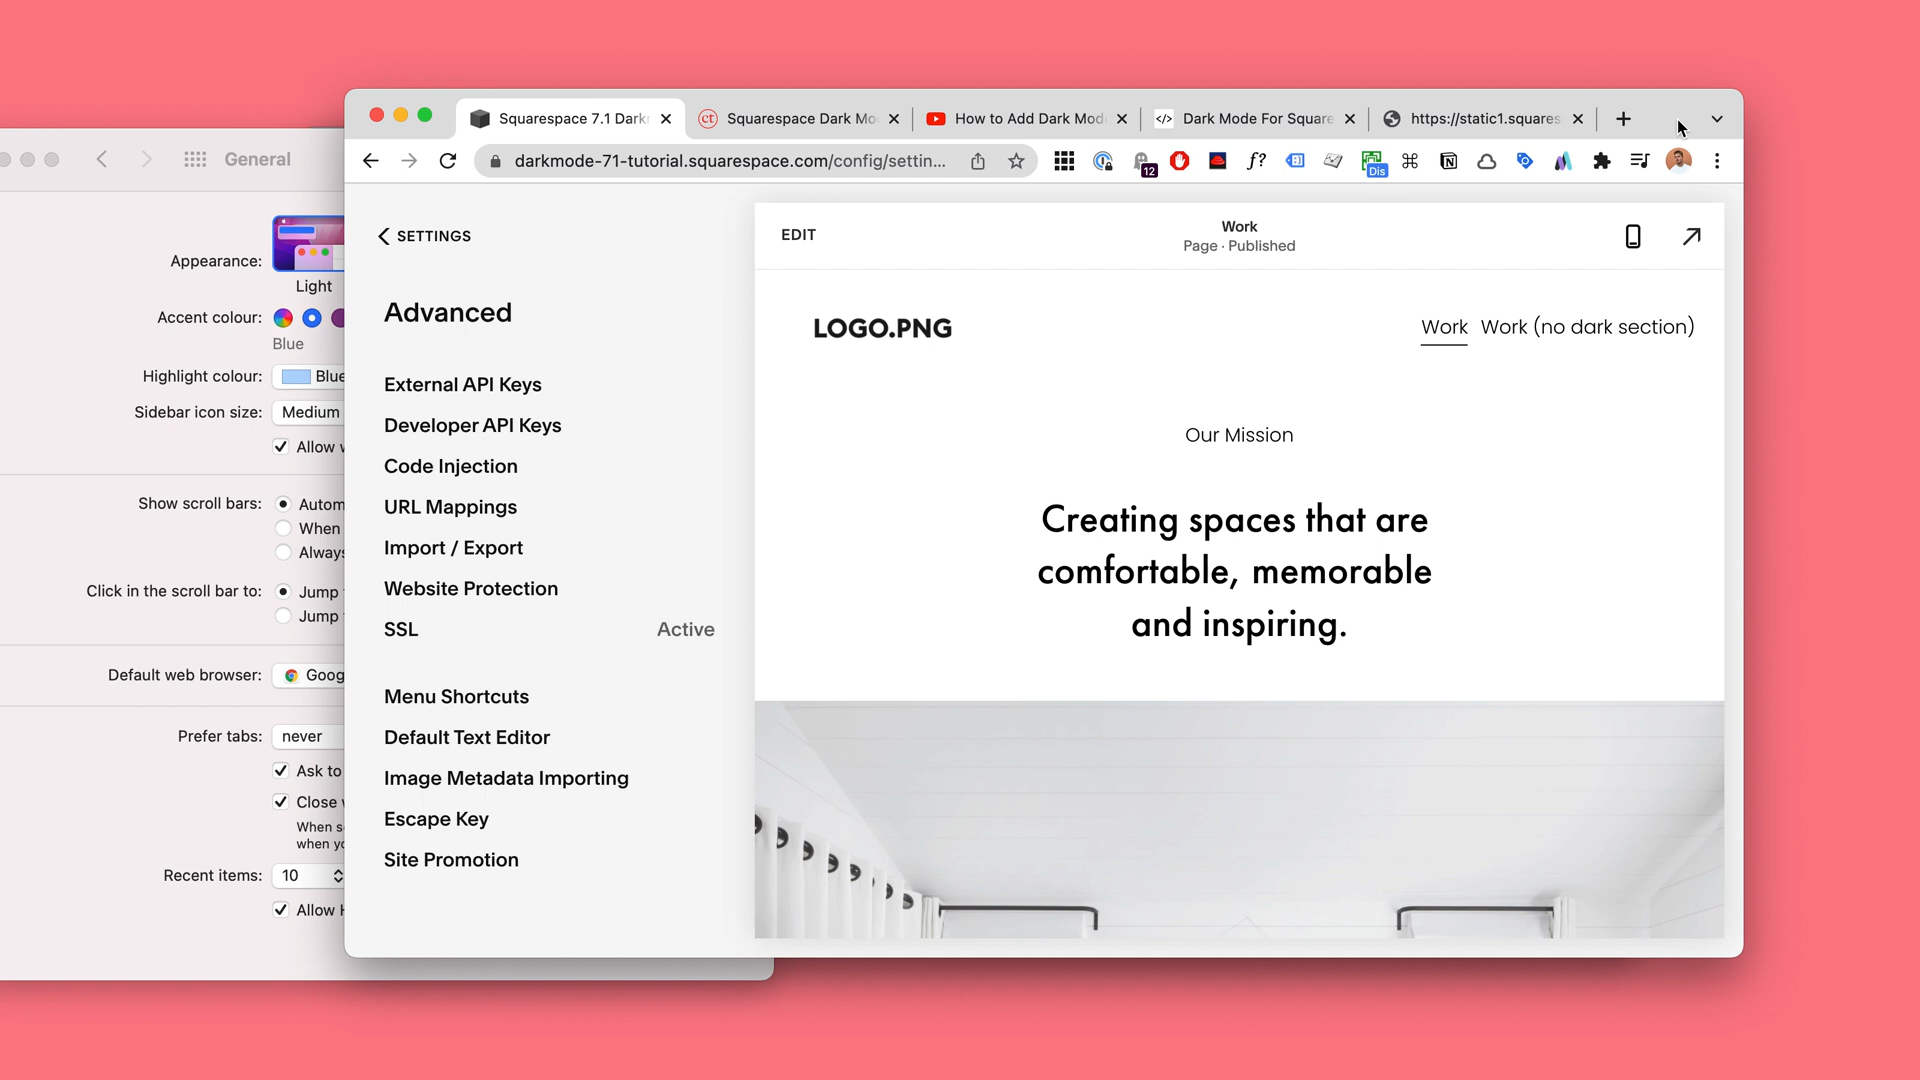 General
Appearance:
Light
Accent colour:
Blue
Highlight colour:
Blue
Sidebar icon size:
Medium
Allow
Show scroll bars:
Autom
When
Always
Click in the scroll bar to:
Jump
Jump
Default web browser:
Goog
Prefer tabs:
never
Ask to
Close
When s
when yo
Recent items:
10
Allow
Squarespace 7.1 Dark
Squarespace Dark Mo
How to Add Dark Mod
Dark Mode For Square
https://static1.squares
darkmode-71-tutorial.squarespace.com/config/settin...
12
f?
Dis
SETTINGS
Advanced
External API Keys
Developer API Keys
Code Injection
URL Mappings
Import / Export
Website Protection
SSL Active
Menu Shortcuts
Default Text Editor
Image Metadata Importing
Escape Key
Site Promotion
EDIT
Work
Page · Published
LOGO.PNG
Work Work (no dark section)
Our Mission
Creating spaces that are
comfortable, memorable
and inspiring.